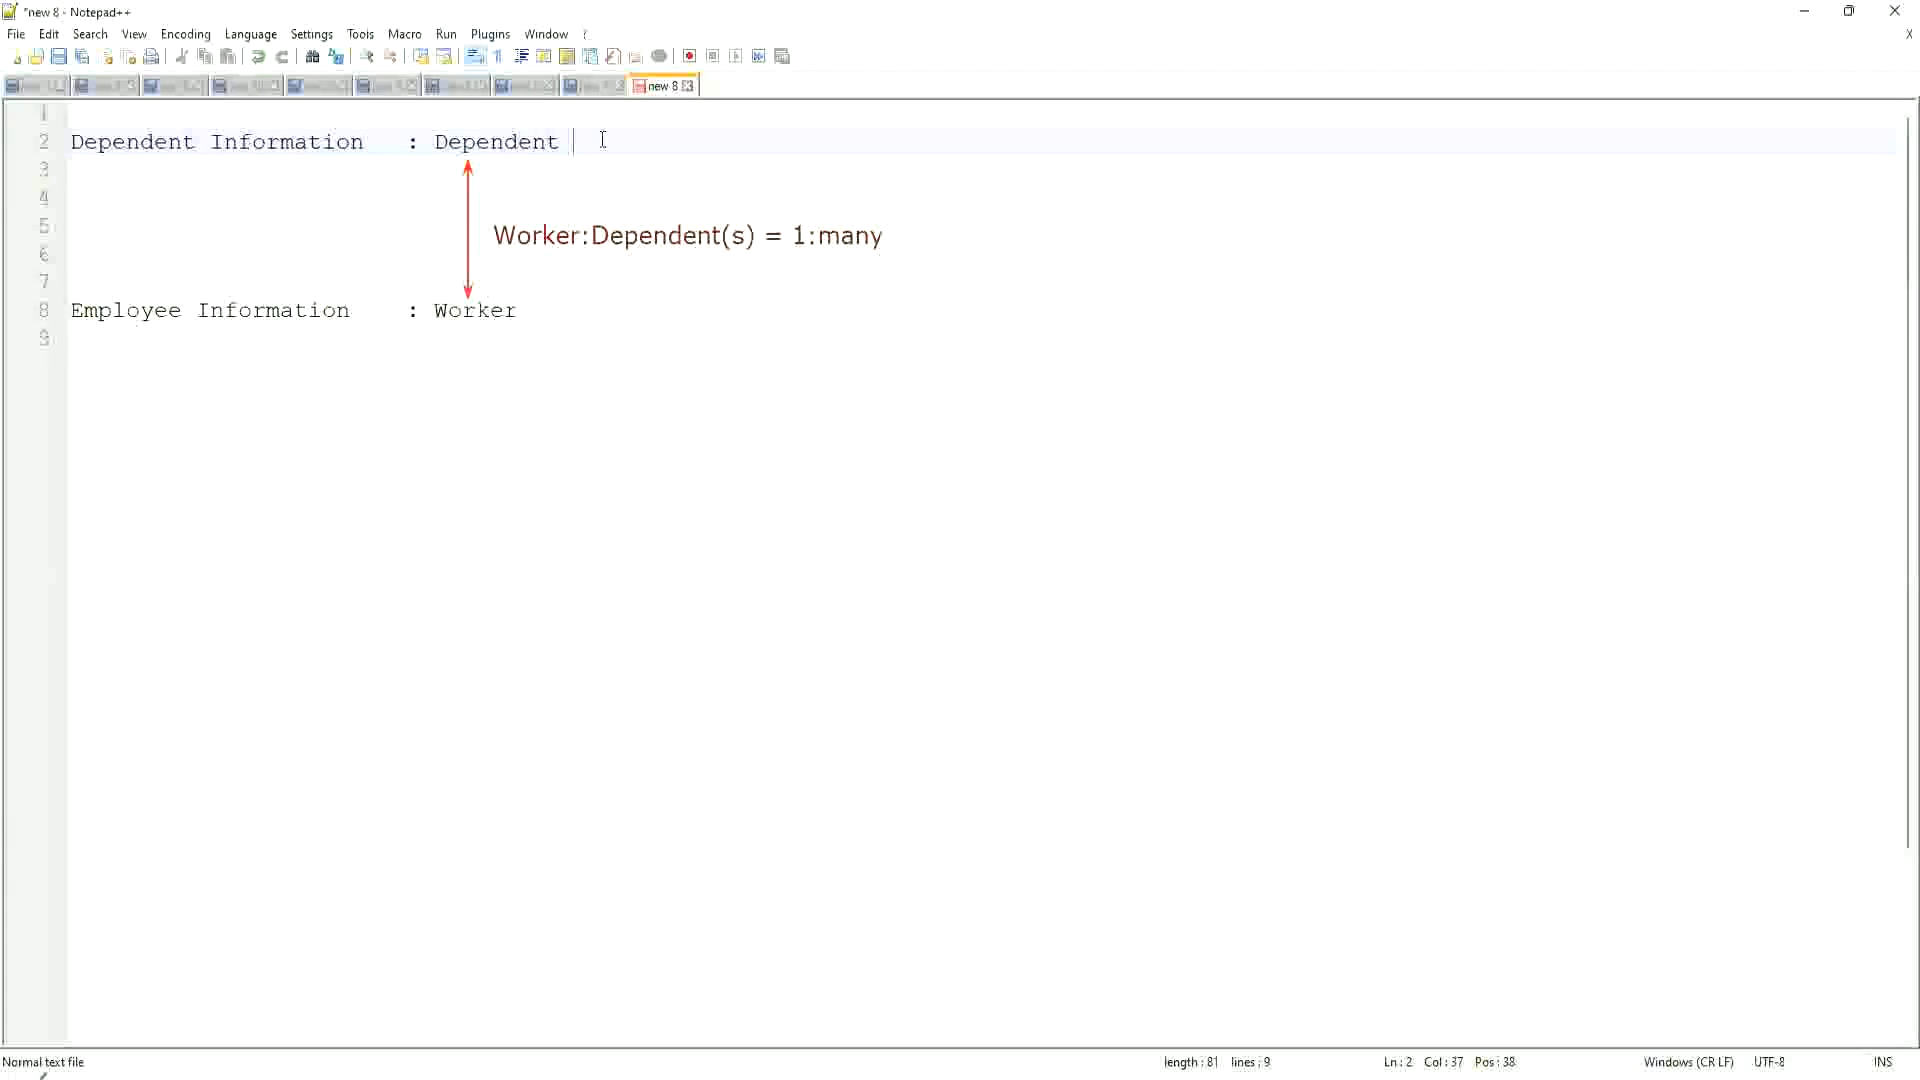 *new 8 - Notepad++
File Edit Search View Encoding Language Settings Tools Macro Run Plugins Window ?
X
new 8
1
2 Dependent Information : Dependent
3
4
5 Worker:Dependent(s) = 1:many
6
7
8 Employee Information : Worker
9
Normal text file length : 81 lines : 9 Ln : 2 Col : 37 Pos : 38 Windows (CR LF) UTF-8 INS